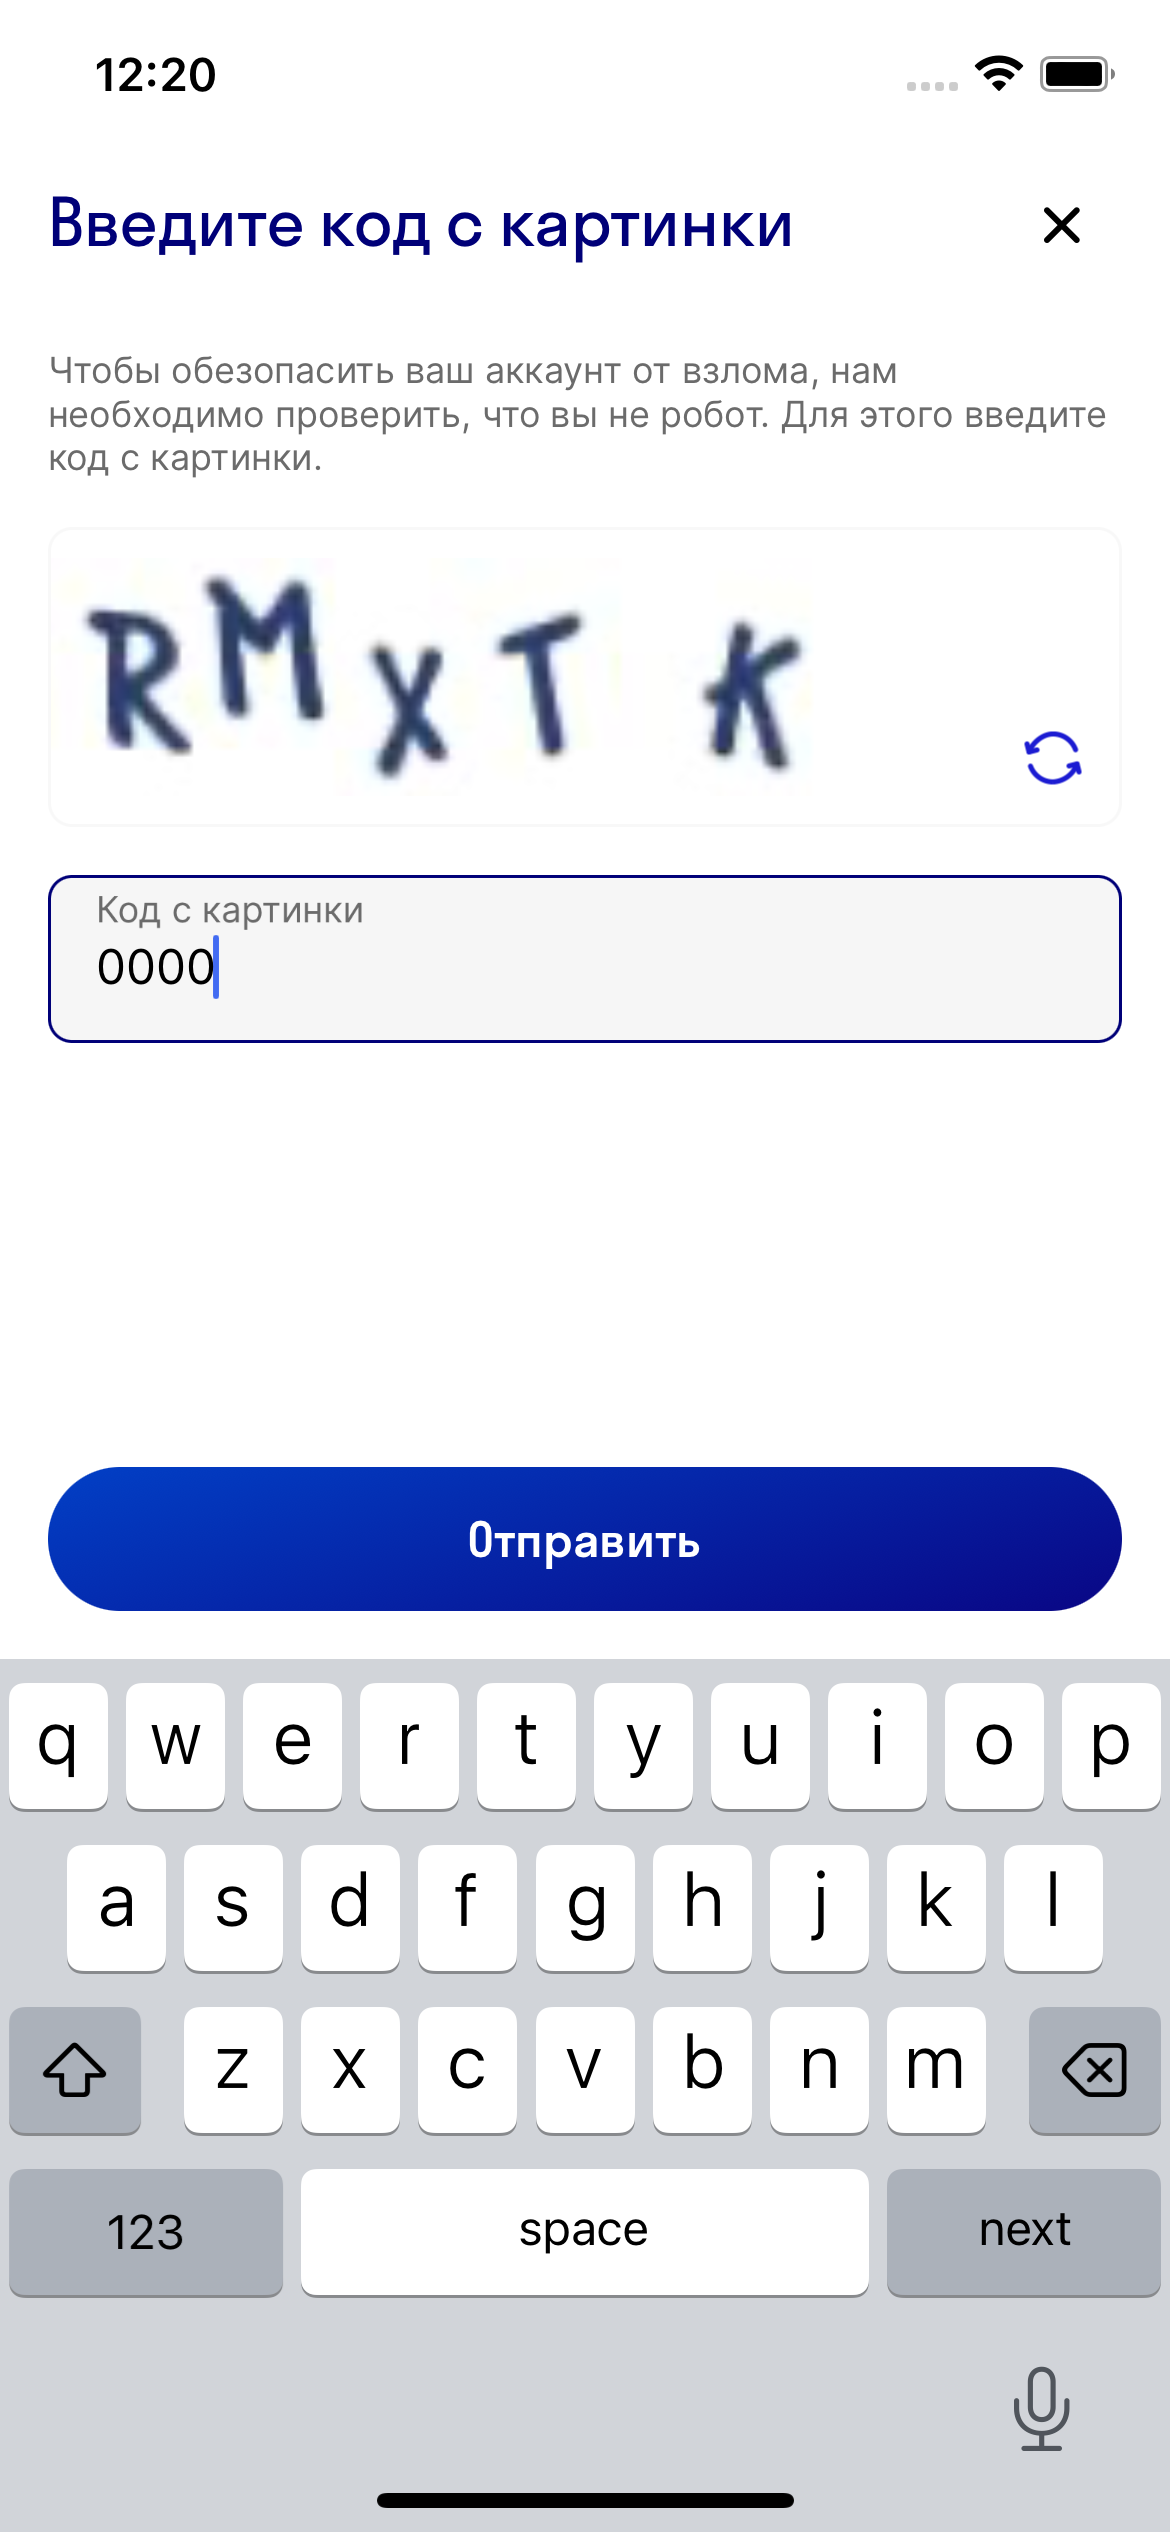 12:20
Введите код с картинки
Чтобы обезопасить ваш аккаунт от взлома, нам
необходимо проверить, что вы не робот. Для этого введите
код с картинки.
RMXT K
Код с картинки
0000
Отправить
q w e r t y u i o p
a s d f g h j k l
z x c v b n m
123 space next